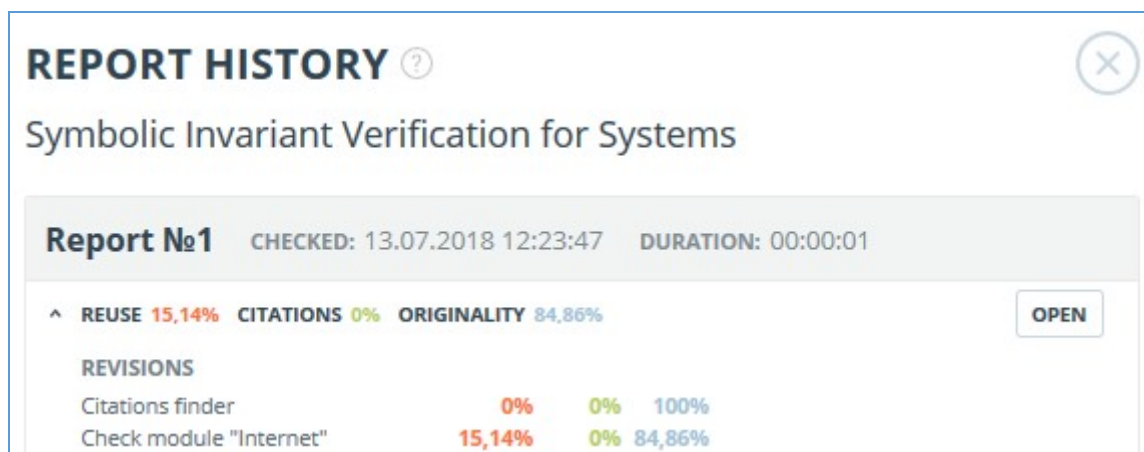 REPORT HISTORY ?
Symbolic Invariant Verification for Systems
Report №1 CHECKED: 13.07.2018 12:23:47 DURATION: 00:00:01
REUSE 15,14% CITATIONS 0% ORIGINALITY 84,86% OPEN
REVISIONS
Citations finder 0% 0% 100%
Check module "Internet" 15,14% 0% 84,86%